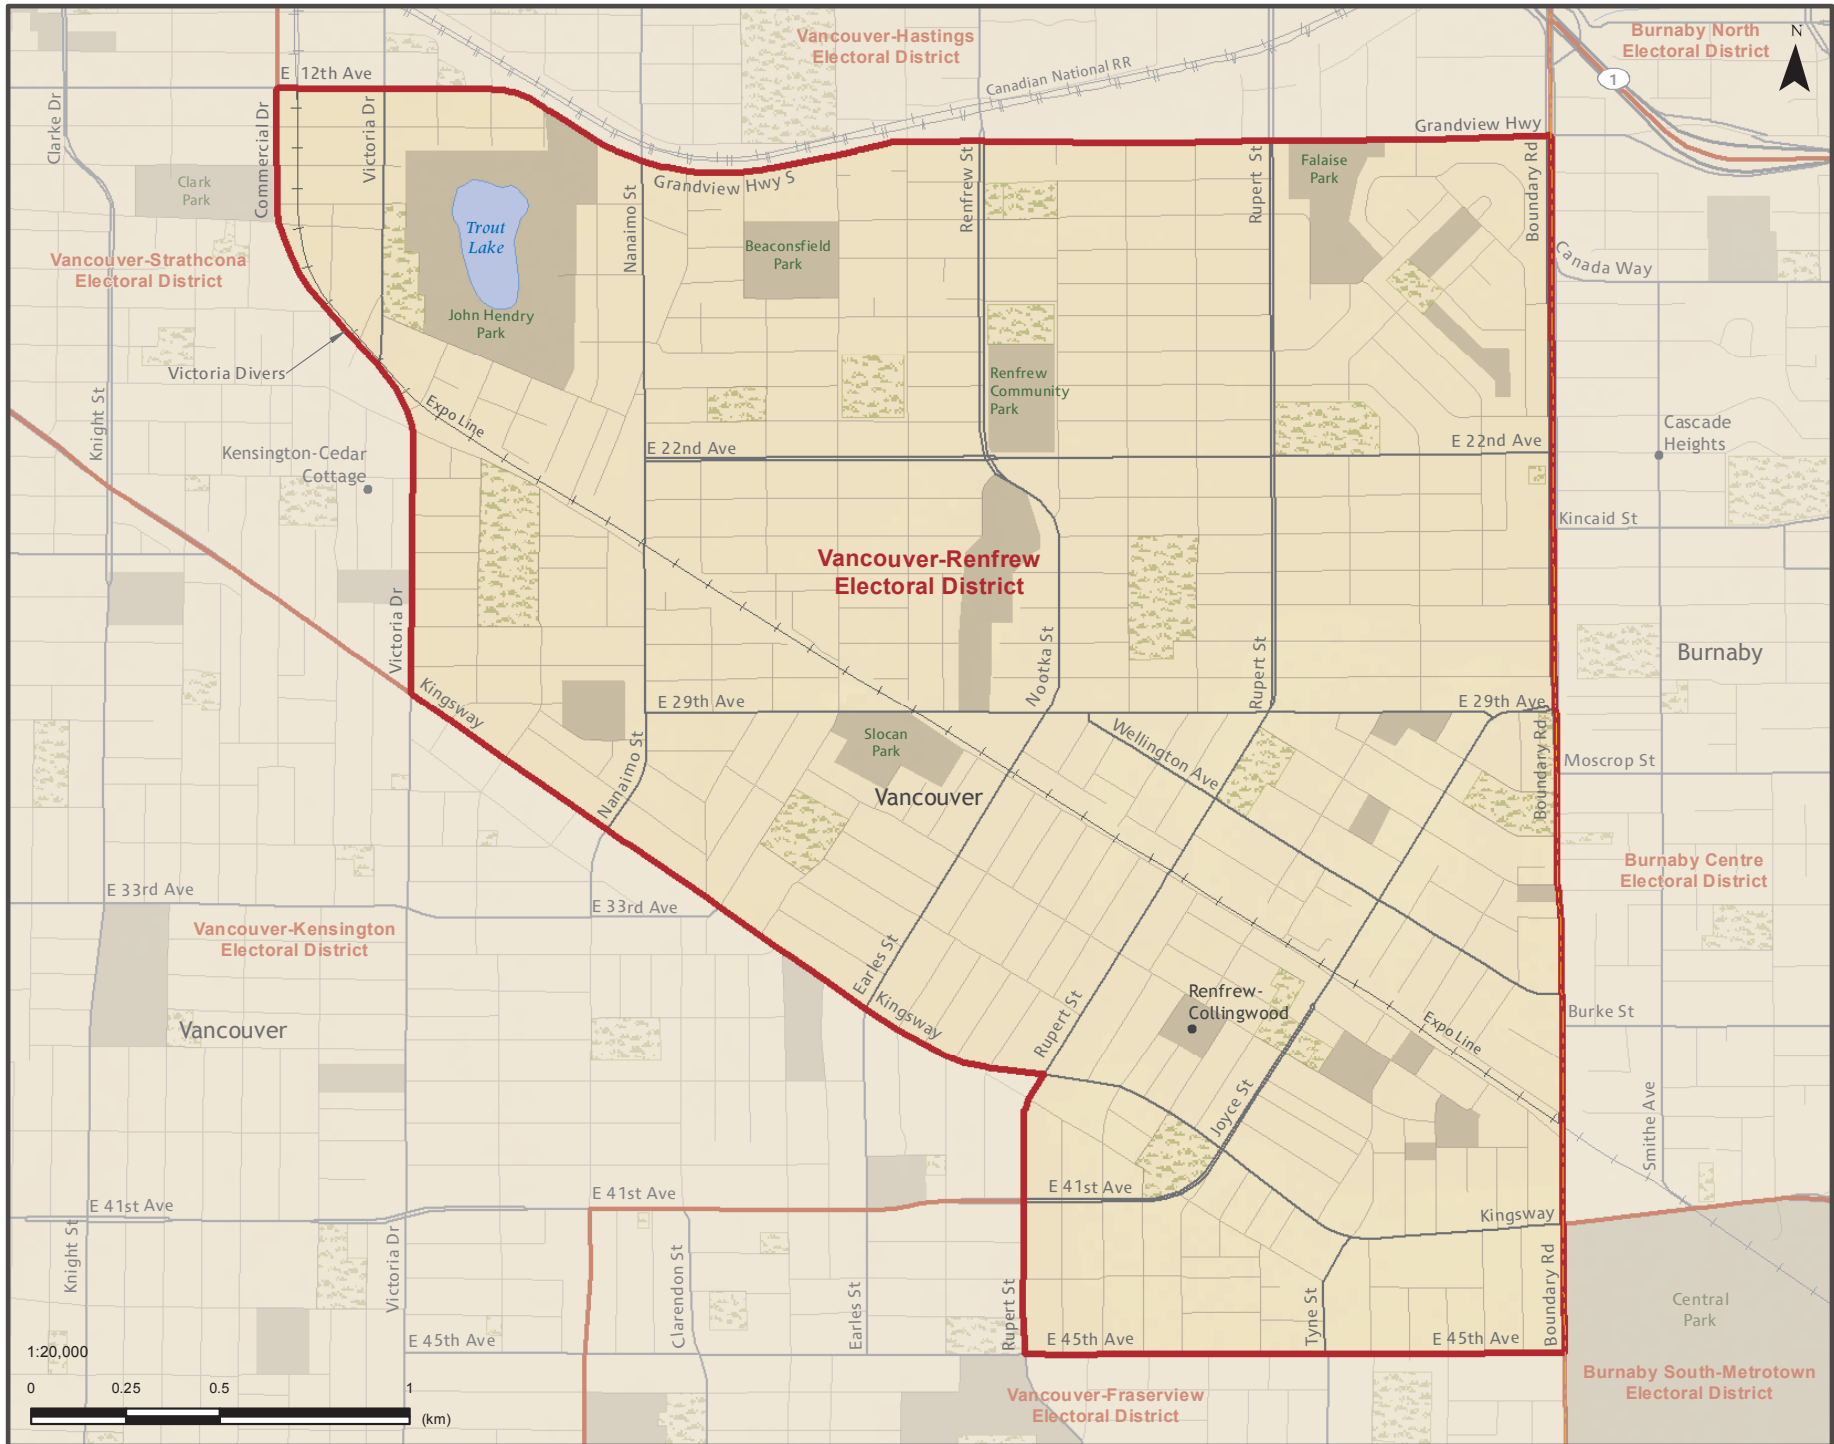 Vancouver-Hastings
Electoral District
Burnaby North
Electoral District
N
1
E 12th Ave
Canadian National RR
Grandview Hwy
Clarke Dr
Commercial Dr
Victoria Dr
Clark
Park
Trout
Lake
Nanaimo St
Grandview Hwy S
Renfrew St
Rupert St
Falaise
Park
Boundary Rd
Beaconsfield
Park
Canada Way
Vancouver-Strathcona
Electoral District
John Hendry
Park
Victoria Divers
Expo Line
Renfrew
Community
Park
Knight St
Kensington-Cedar
Cottage
E 22nd Ave
E 22nd Ave
Cascade
Heights
Kincaid St
Vancouver-Renfrew
Electoral District
Victoria Dr
Nootka St
Rupert St
Burnaby
Kingsway
E 29th Ave
E 29th Ave
Nanaimo St
Slocan
Park
Wellington Ave
Boundary Rd
Moscrop St
Vancouver
E 33rd Ave
E 33rd Ave
Burnaby Centre
Electoral District
Vancouver-Kensington
Electoral District
Earles St
Kingsway
Vancouver
Rupert St
Renfrew-
Collingwood
Expo Line
Burke St
Joyce St
Smithe Ave
E 41st Ave
E 41st Ave
E 41st Ave
Kingsway
Knight St
Victoria Dr
Clarendon St
Earles St
Rupert St
Tyne St
Boundary Rd
Central
Park
E 45th Ave
E 45th Ave
E 45th Ave
1:20,000
0 0.25 0.5 1
(km)
Vancouver-Fraserview
Electoral District
Burnaby South-Metrotown
Electoral District